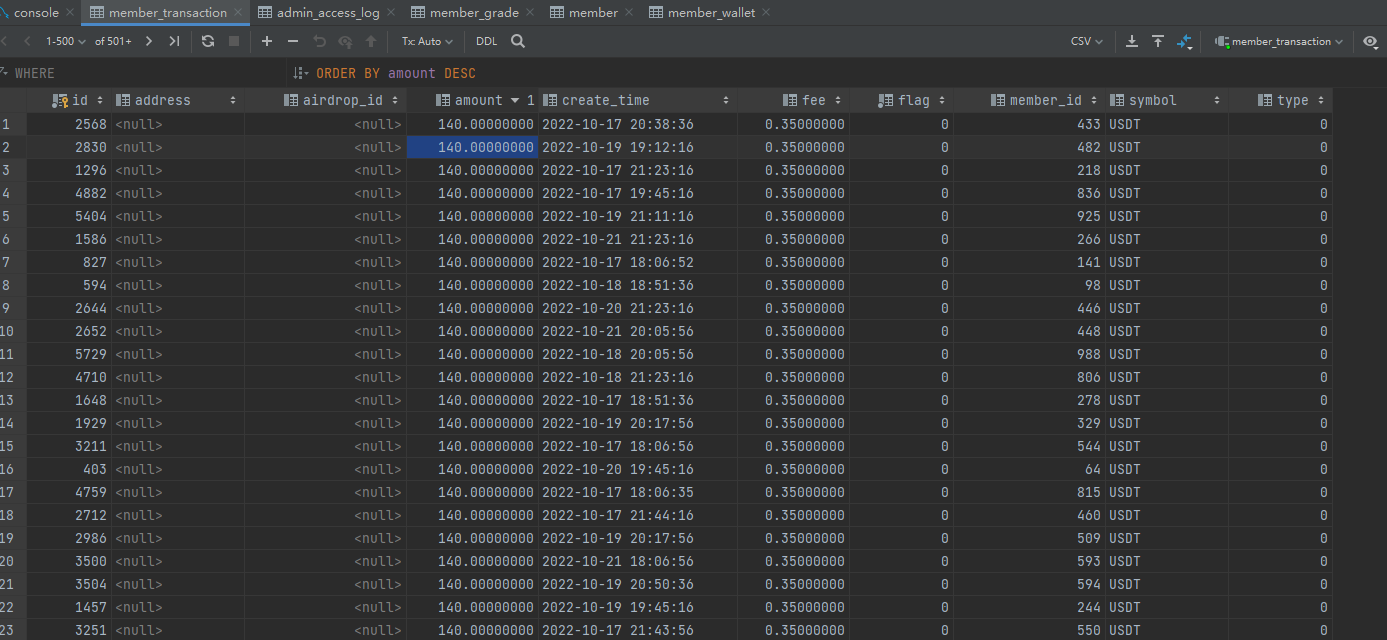 console member_transaction admin_access_log member_grade member member_wallet
1-500 of 501+ Tx: Auto DDL CSV member_transaction
WHERE ORDER BY amount DESC
id address airdrop_id amount 1 create_time fee flag member_id symbol type
1 2568 <null> <null> 140.00000000 2022-10-17 20:38:36 0.35000000 0 433 USDT 0
2 2830 <null> <null> 140.00000000 2022-10-19 19:12:16 0.35000000 0 482 USDT 0
3 1296 <null> <null> 140.00000000 2022-10-17 21:23:16 0.35000000 0 218 USDT 0
4 4882 <null> <null> 140.00000000 2022-10-17 19:45:16 0.35000000 0 836 USDT 0
5 5404 <null> <null> 140.00000000 2022-10-19 21:11:16 0.35000000 0 925 USDT 0
6 1586 <null> <null> 140.00000000 2022-10-21 21:23:16 0.35000000 0 266 USDT 0
7 827 <null> <null> 140.00000000 2022-10-17 18:06:52 0.35000000 0 141 USDT 0
8 594 <null> <null> 140.00000000 2022-10-18 18:51:36 0.35000000 0 98 USDT 0
9 2644 <null> <null> 140.00000000 2022-10-20 21:23:16 0.35000000 0 446 USDT 0
10 2652 <null> <null> 140.00000000 2022-10-21 20:05:56 0.35000000 0 448 USDT 0
11 5729 <null> <null> 140.00000000 2022-10-18 20:05:56 0.35000000 0 988 USDT 0
12 4710 <null> <null> 140.00000000 2022-10-18 21:23:16 0.35000000 0 806 USDT 0
13 1648 <null> <null> 140.00000000 2022-10-17 18:51:36 0.35000000 0 278 USDT 0
14 1929 <null> <null> 140.00000000 2022-10-19 20:17:56 0.35000000 0 329 USDT 0
15 3211 <null> <null> 140.00000000 2022-10-17 18:06:56 0.35000000 0 544 USDT 0
16 403 <null> <null> 140.00000000 2022-10-20 19:45:16 0.35000000 0 64 USDT 0
17 4759 <null> <null> 140.00000000 2022-10-17 18:06:35 0.35000000 0 815 USDT 0
18 2712 <null> <null> 140.00000000 2022-10-17 21:44:16 0.35000000 0 460 USDT 0
19 2986 <null> <null> 140.00000000 2022-10-19 20:17:56 0.35000000 0 509 USDT 0
20 3500 <null> <null> 140.00000000 2022-10-21 18:06:56 0.35000000 0 593 USDT 0
21 3504 <null> <null> 140.00000000 2022-10-19 20:50:36 0.35000000 0 594 USDT 0
22 1457 <null> <null> 140.00000000 2022-10-19 19:45:16 0.35000000 0 244 USDT 0
23 3251 <null> <null> 140.00000000 2022-10-17 21:43:56 0.35000000 0 550 USDT 0